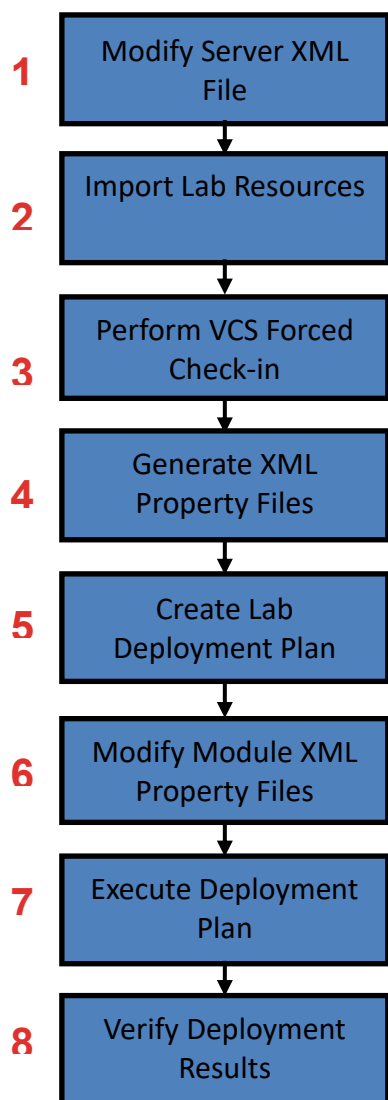 1
Modify Server XML
File
2
Import Lab Resources
3
Perform VCS Forced
Check-in
4
Generate XML
Property Files
5
Create Lab
Deployment Plan
6
Modify Module XML
Property Files
7
Execute Deployment
Plan
8
Verify Deployment
Results